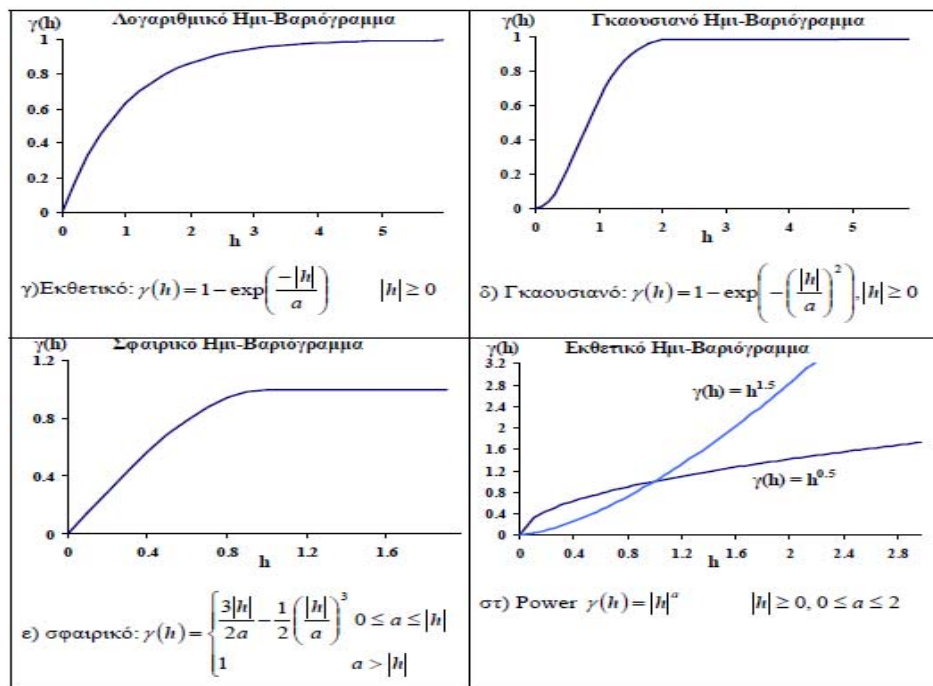 γ(h) Λογαριθμικό Ημι-Βαριόγραμμα
1
0.8
0.6
0.4
0.2
0
0 1 2 3 4 5
h
γ)Εκθετικό: γ(h) = 1 − exp(−|h|/a) |h| ≥ 0
γ(h) Γκαουσιανό Ημι-Βαριόγραμμα
1
0.8
0.6
0.4
0.2
0
0 1 2 3 4 5
h
δ) Γκαουσιανό: γ(h) = 1 − exp(−(|h|/a)²), |h| ≥ 0
γ(h) Σφαιρικό Ημι-Βαριόγραμμα
1.2
0.8
0.4
0
0 0.4 0.8 1.2 1.6
h
ε) σφαιρικό: γ(h) = { 3|h|/2a − 1/2(|h|/a)³ 0 ≤ a ≤ |h|
1 a > |h|
γ(h) Εκθετικό Ημι-Βαριόγραμμα
3.2
2.8
2.4
2
1.6
1.2
0.8
0.4
0
γ(h) = h^1.5
γ(h) = h^0.5
0 0.4 0.8 1.2 1.6 2 2.4 2.8
h
στ) Power γ(h) = |h|^a |h| ≥ 0, 0 ≤ a ≤ 2